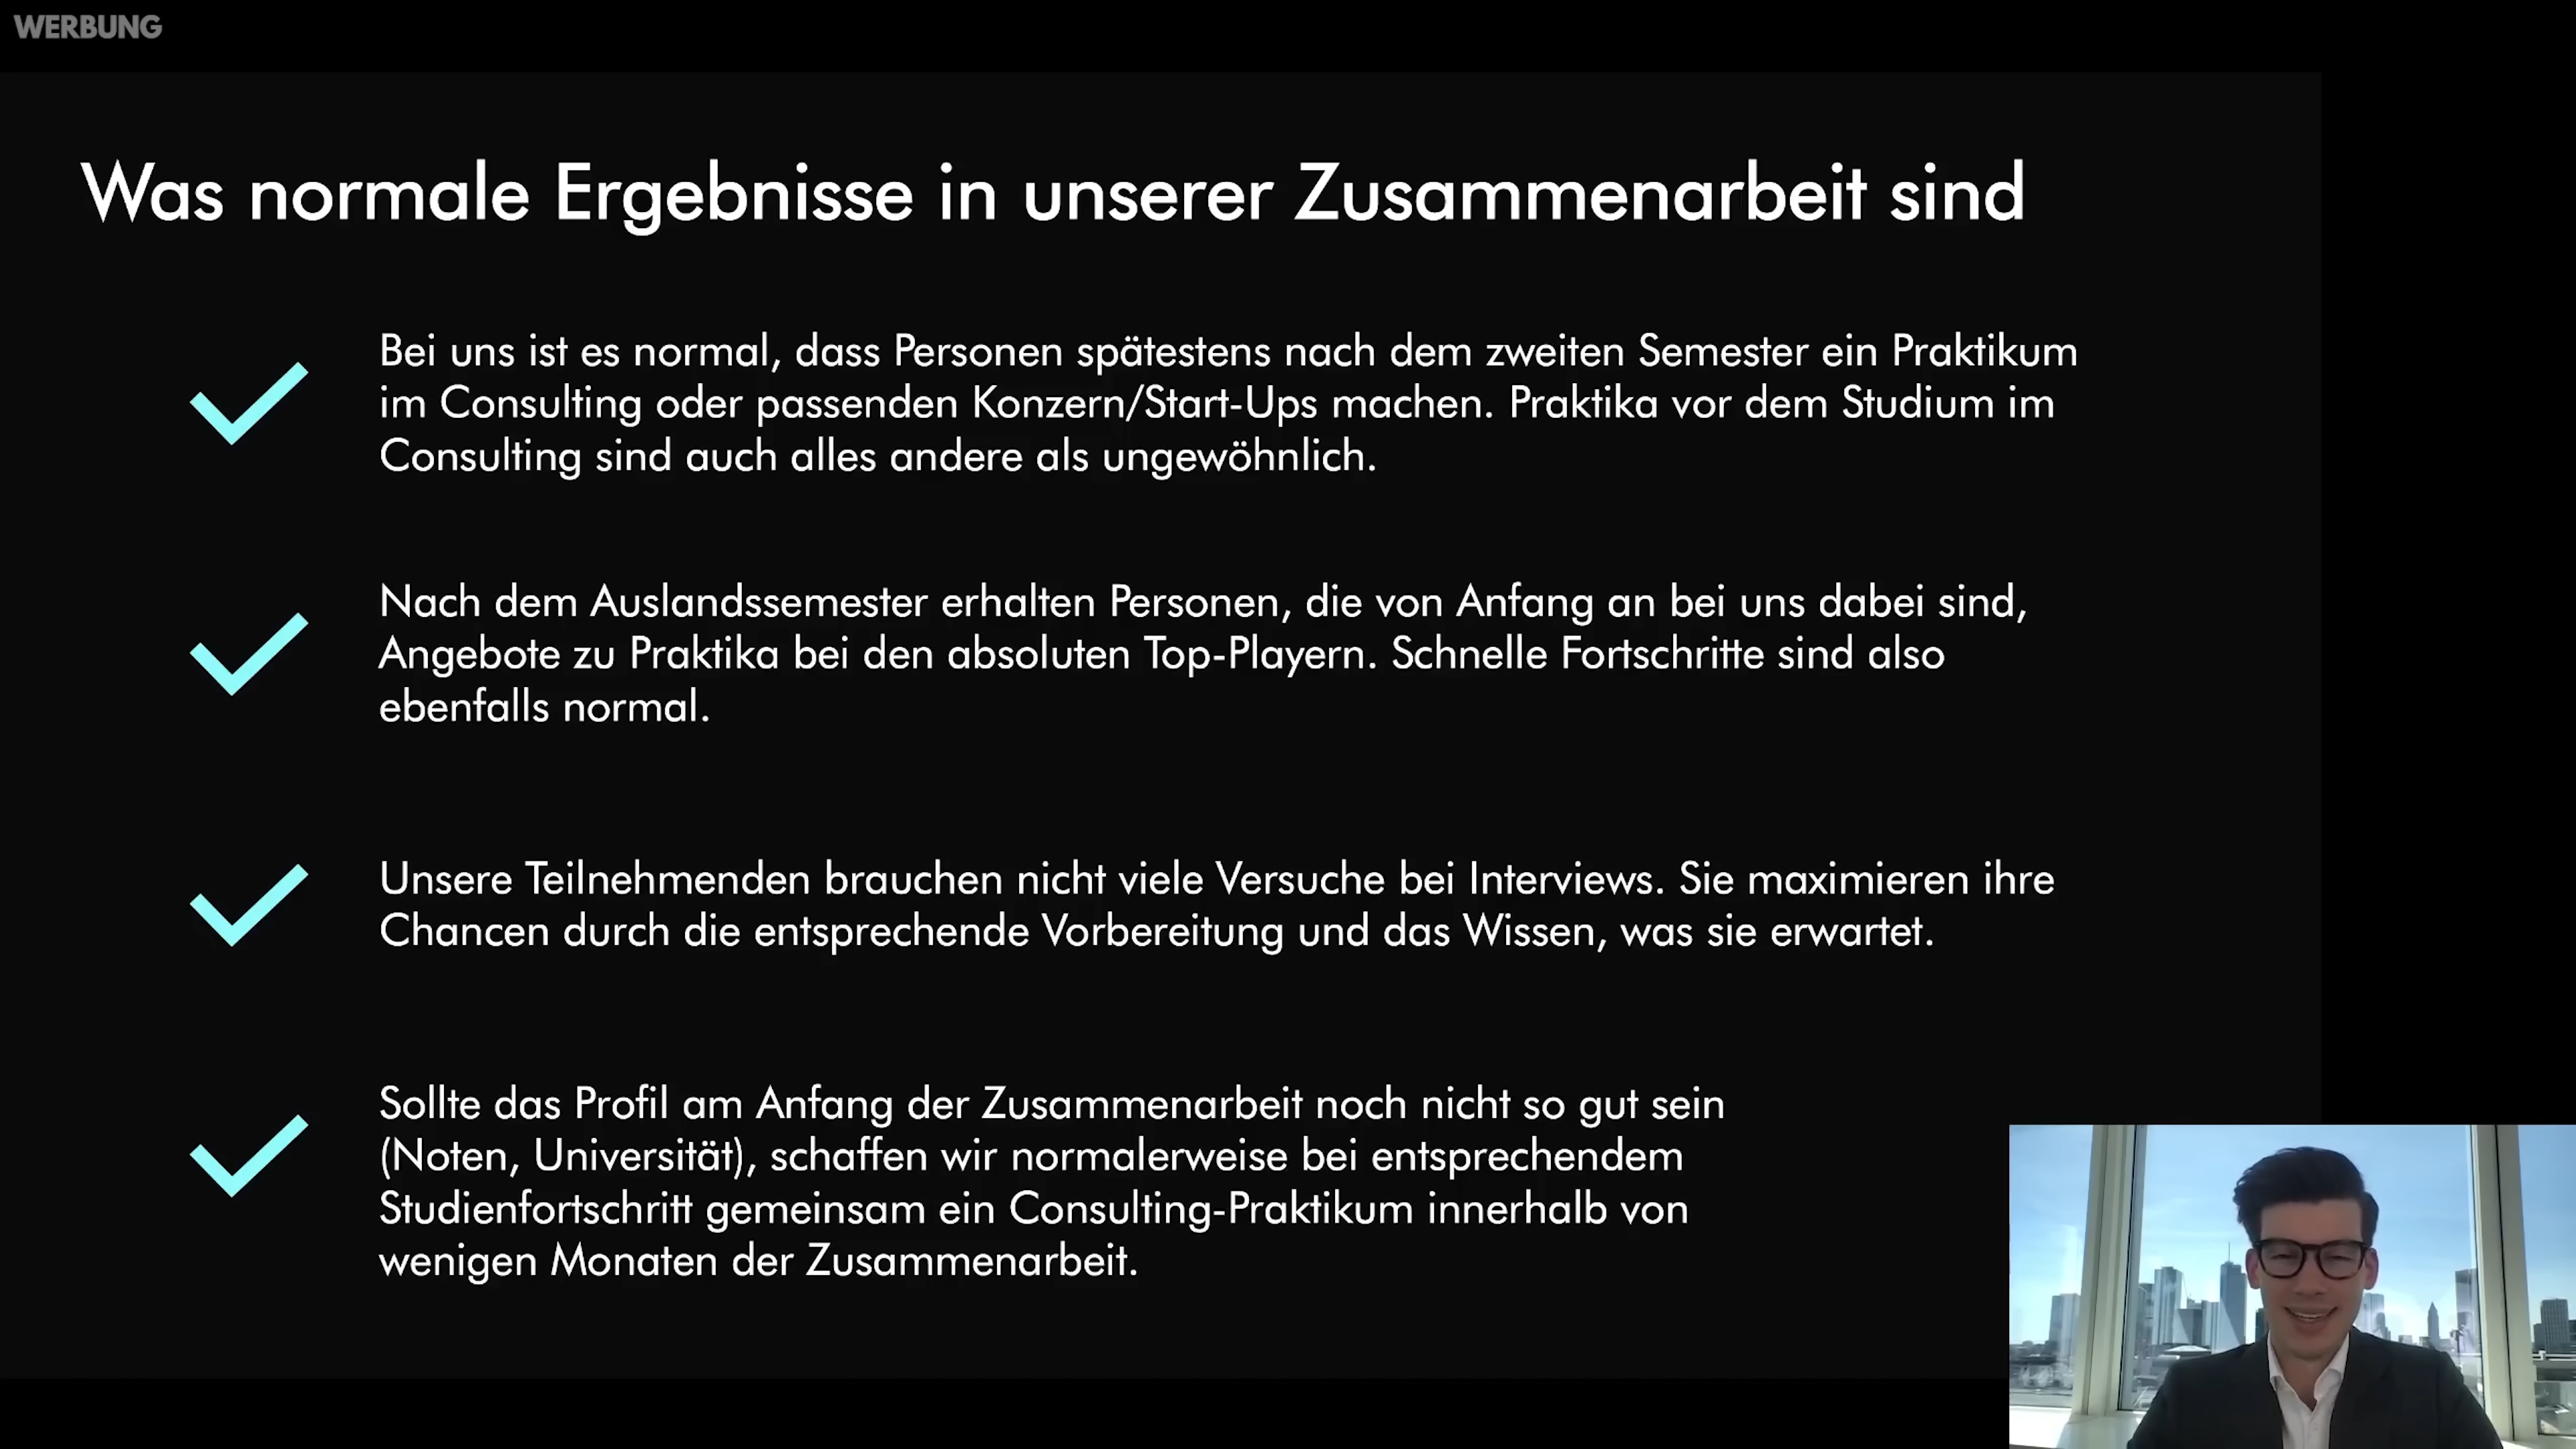 WERBUNG
Was normale Ergebnisse in unserer Zusammenarbeit sind
Bei uns ist es normal, dass Personen spätestens nach dem zweiten Semester ein Praktikum
im Consulting oder passenden Konzern/Start-Ups machen. Praktika vor dem Studium im
Consulting sind auch alles andere als ungewöhnlich.
Nach dem Auslandssemester erhalten Personen, die von Anfang an bei uns dabei sind,
Angebote zu Praktika bei den absoluten Top-Playern. Schnelle Fortschritte sind also
ebenfalls normal.
Unsere Teilnehmenden brauchen nicht viele Versuche bei Interviews. Sie maximieren ihre
Chancen durch die entsprechende Vorbereitung und das Wissen, was sie erwartet.
Sollte das Profil am Anfang der Zusammenarbeit noch nicht so gut sein
(Noten, Universität), schaffen wir normalerweise bei entsprechendem
Studienfortschritt gemeinsam ein Consulting-Praktikum innerhalb von
wenigen Monaten der Zusammenarbeit.